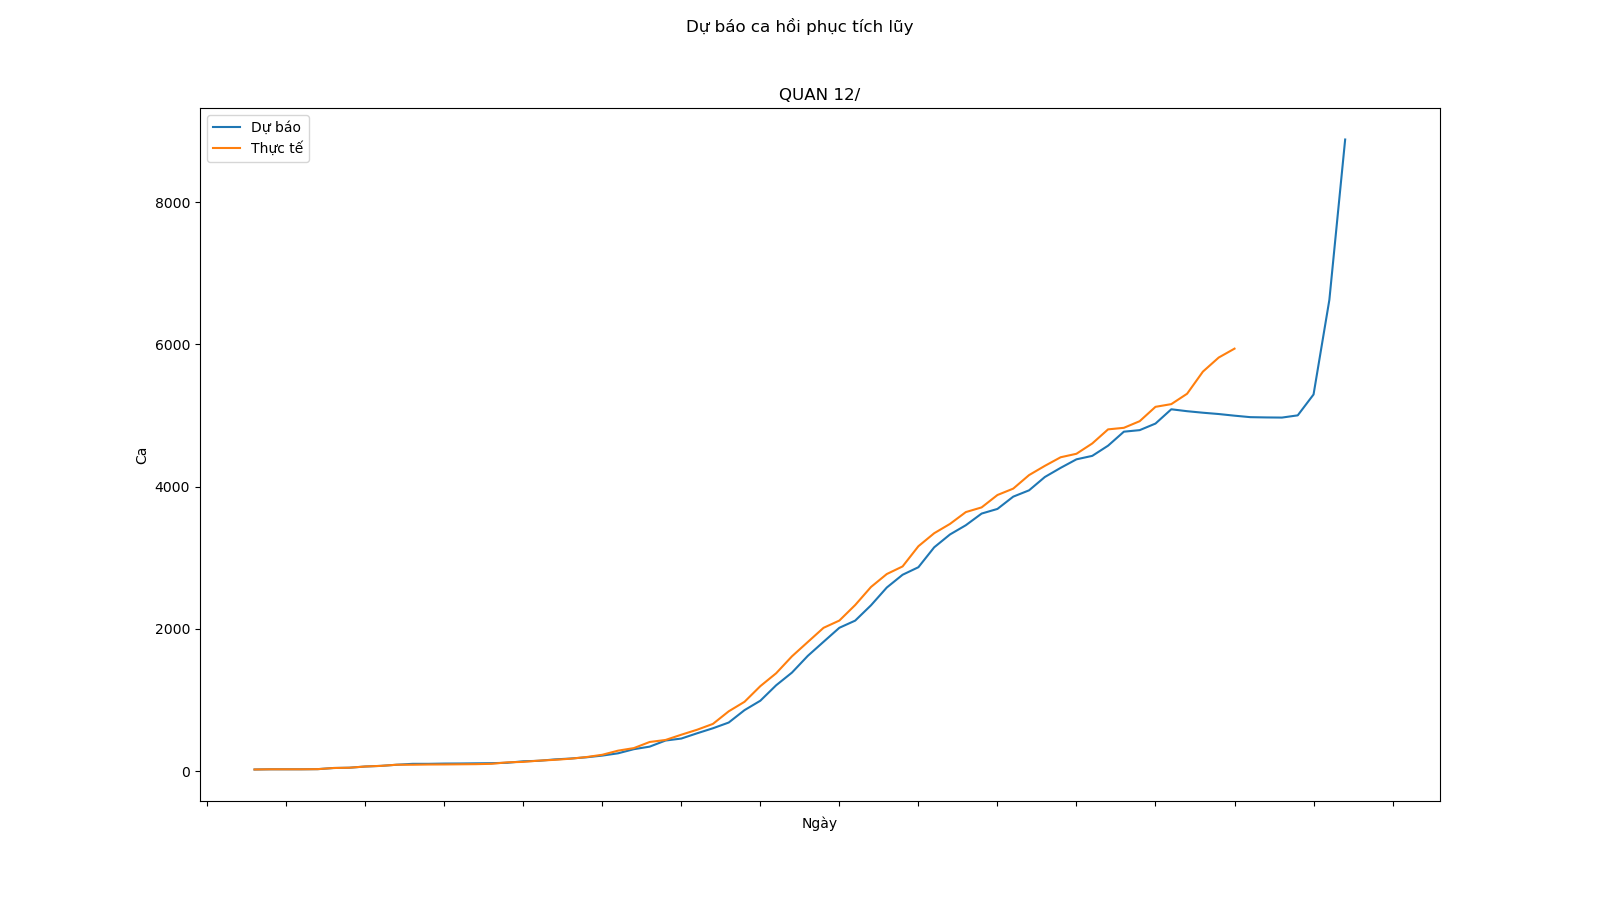 Dự báo ca hồi phục tích lũy
QUAN 12/
Dự báo
Thực tế
8000
6000
4000
2000
0
Ca
Ngày